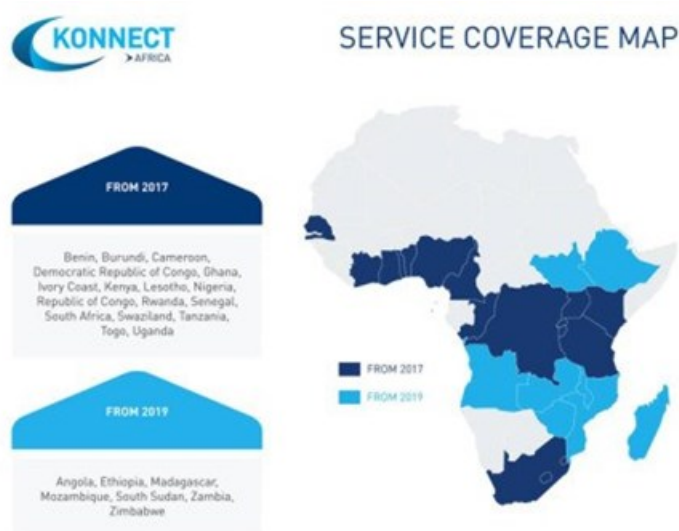 KONNECT
AFRICA
SERVICE COVERAGE MAP
FROM 2017
Benin, Burundi, Cameroon,
Democratic Republic of Congo, Ghana,
Ivory Coast, Kenya, Lesotho, Nigeria,
Republic of Congo, Rwanda, Senegal,
South Africa, Swaziland, Tanzania,
Togo, Uganda
FROM 2019
Angola, Ethiopia, Madagascar,
Mozambique, South Sudan, Zambia,
Zimbabwe
FROM 2017
FROM 2019